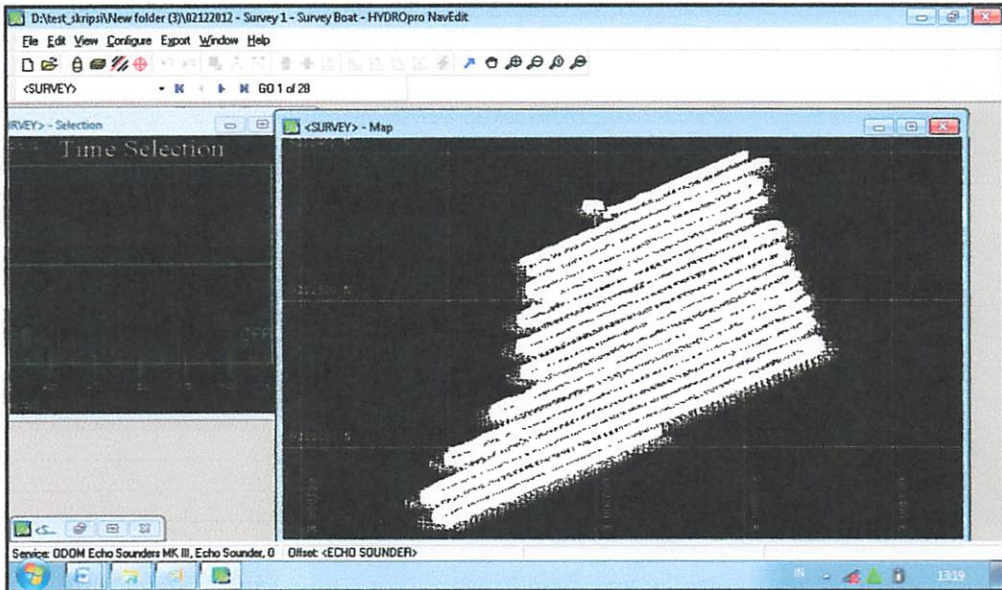 D:\test_skripsi\New folder (3)\02122012 - Survey 1 - Survey Boat - HYDROpro NavEdit
File Edit View Configure Export Window Help
<SURVEY> GO 1 of 28
RVEY> - Selection
<SURVEY> - Map
Time Selection
<S...
Service: ODOM Echo Sounders MK III, Echo Sounder, 0 Offset: <ECHO SOUNDER>
IN 13:19